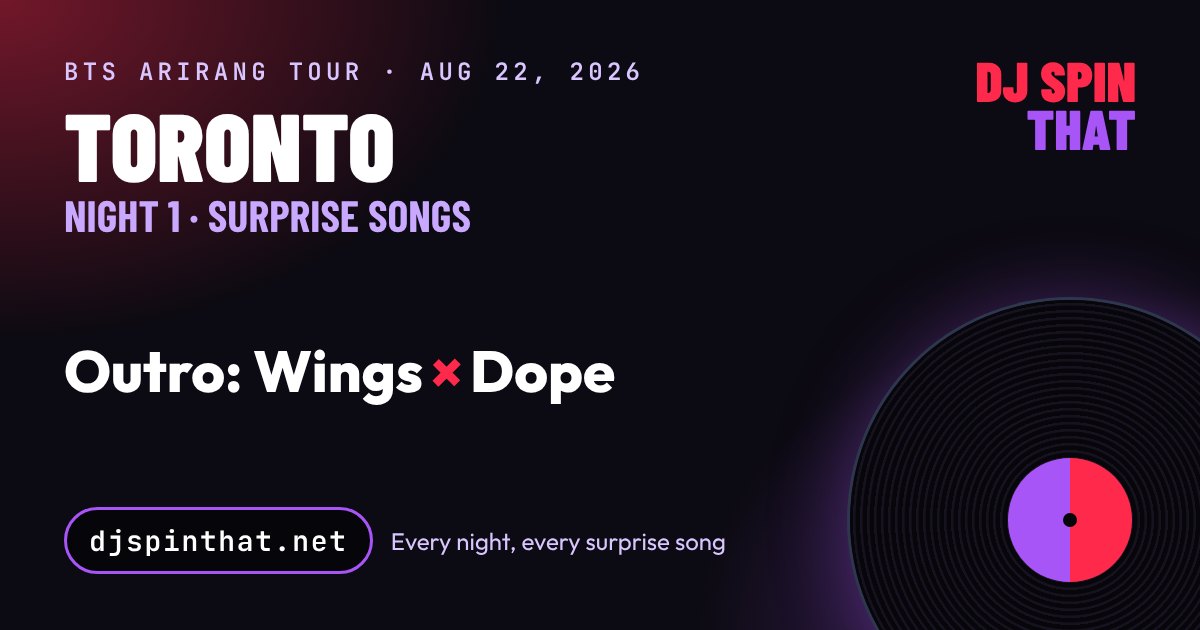 BTS ARIRANG TOUR · AUG 22, 2026
TORONTO
NIGHT 1 · SURPRISE SONGS
DJ SPIN
THAT
Outro: Wings × Dope
djspinthat.net
Every night, every surprise song